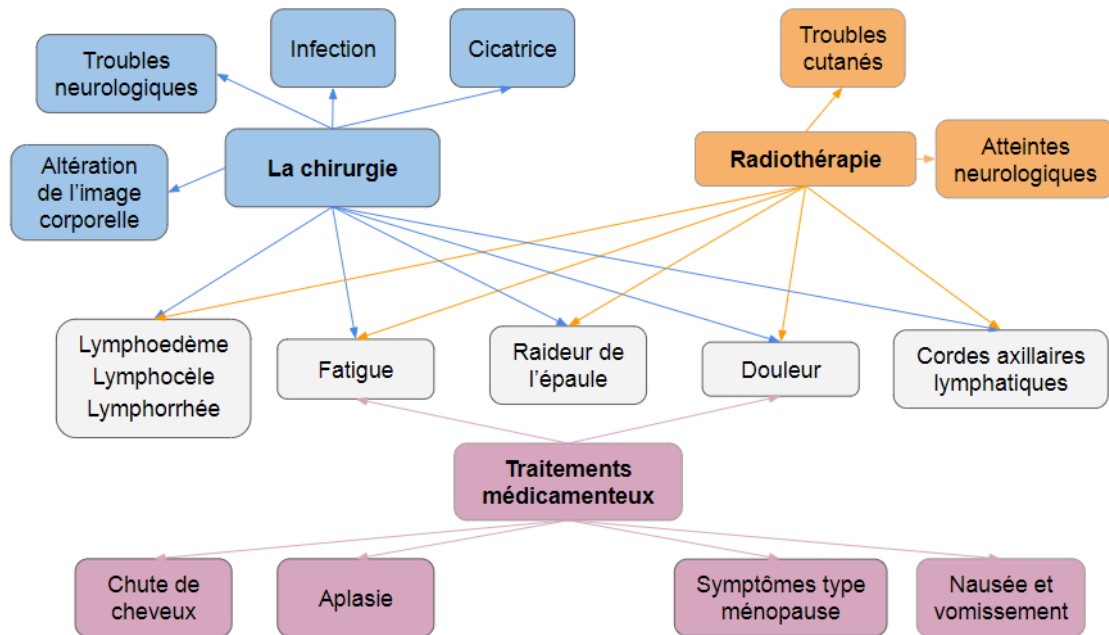 Troubles
neurologiques
Infection
Cicatrice
Troubles
cutanés
Altération
de l'image
corporelle
La chirurgie
Radiothérapie
Atteintes
neurologiques
Lymphoedème
Lymphocèle
Lymphorrhée
Fatigue
Raideur de
l'épaule
Douleur
Cordes axillaires
lymphatiques
Traitements
médicamenteux
Chute de
cheveux
Aplasie
Symptômes type
ménopause
Nausée et
vomissement